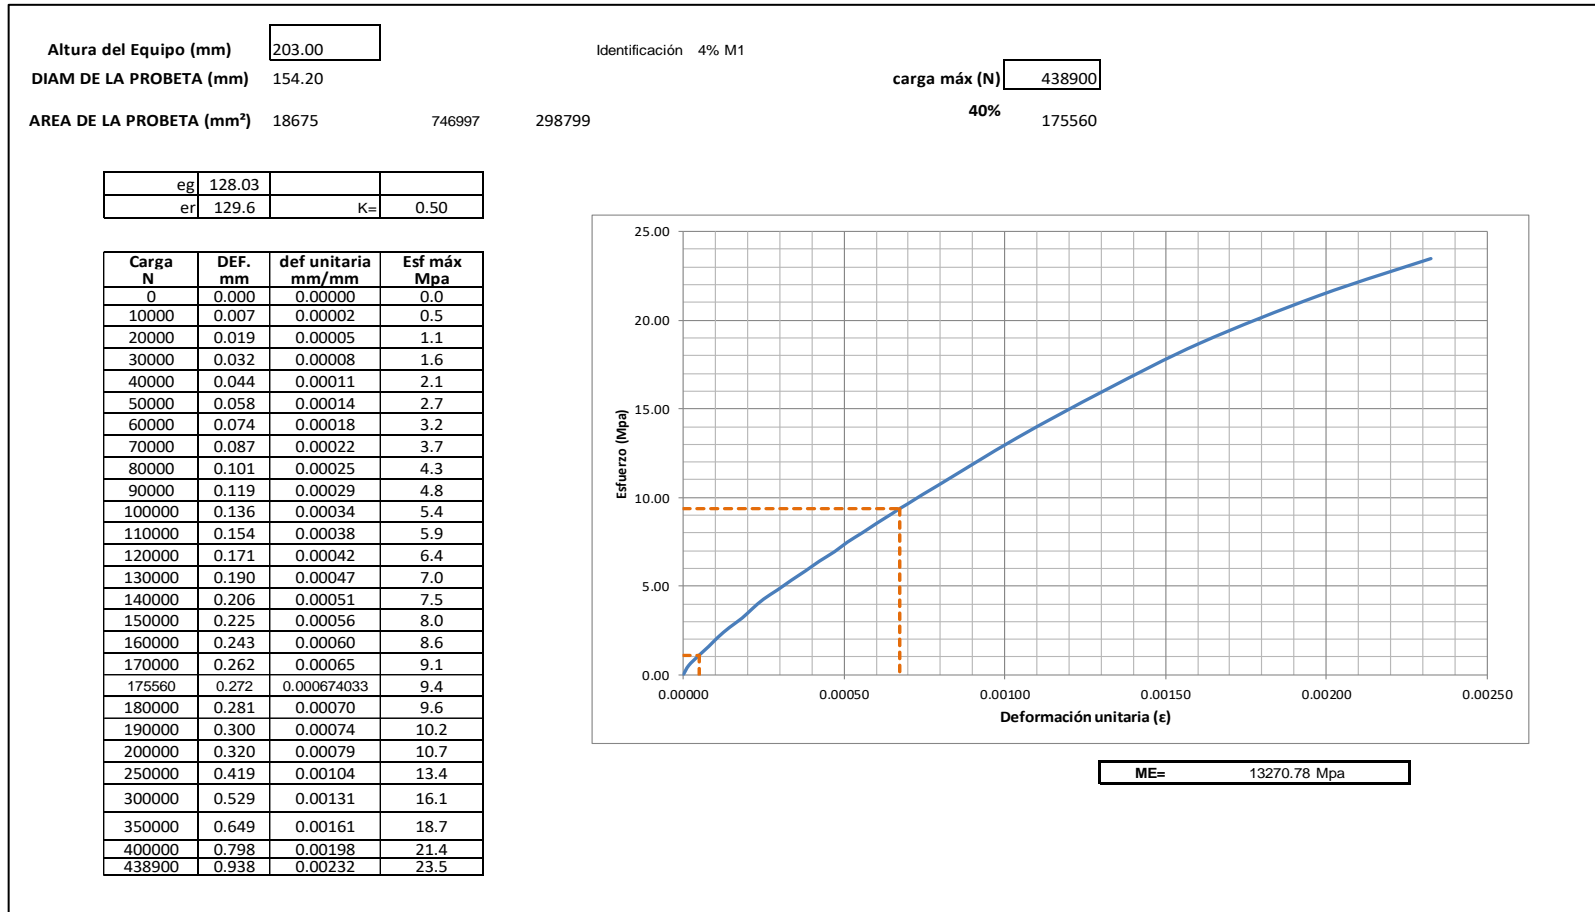 Altura del Equipo (mm) 203.00 Identificación 4% M1
DIAM DE LA PROBETA (mm) 154.20 carga máx (N) 438900
AREA DE LA PROBETA (mm²) 18675 746997 298799 40% 175560
eg 128.03
er 129.6 K= 0.50
Carga N DEF. mm def unitaria mm/mm Esf máx Mpa
0 0.000 0.00000 0.0
10000 0.007 0.00002 0.5
20000 0.019 0.00005 1.1
30000 0.032 0.00008 1.6
40000 0.044 0.00011 2.1
50000 0.058 0.00014 2.7
60000 0.074 0.00018 3.2
70000 0.087 0.00022 3.7
80000 0.101 0.00025 4.3
90000 0.119 0.00029 4.8
100000 0.136 0.00034 5.4
110000 0.154 0.00038 5.9
120000 0.171 0.00042 6.4
130000 0.190 0.00047 7.0
140000 0.206 0.00051 7.5
150000 0.225 0.00056 8.0
160000 0.243 0.00060 8.6
170000 0.262 0.00065 9.1
175560 0.272 0.000674033 9.4
180000 0.281 0.00070 9.6
190000 0.300 0.00074 10.2
200000 0.320 0.00079 10.7
250000 0.419 0.00104 13.4
300000 0.529 0.00131 16.1
350000 0.649 0.00161 18.7
400000 0.798 0.00198 21.4
438900 0.938 0.00232 23.5
25.00
20.00
15.00
10.00
5.00
0.00
Esfuerzo (Mpa)
0.00000 0.00050 0.00100 0.00150 0.00200 0.00250
Deformación unitaria (ε)
ME= 13270.78 Mpa